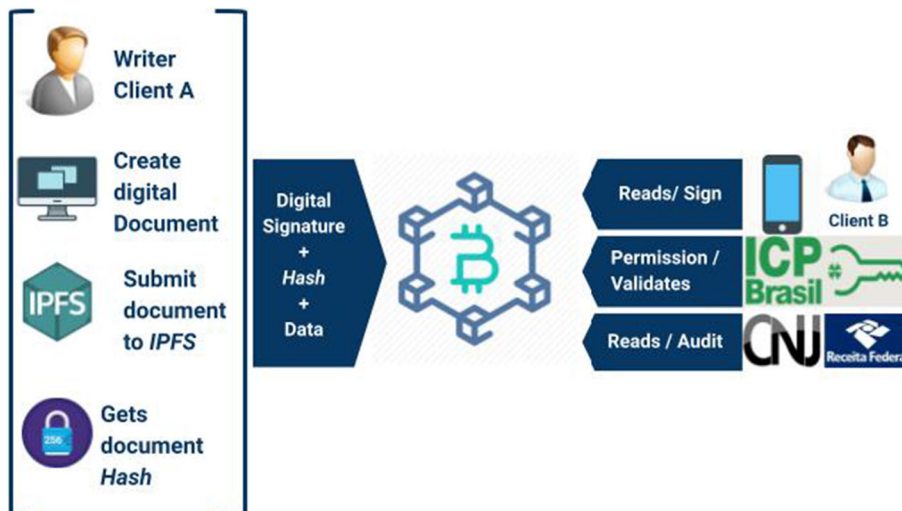 Writer
Client A
Create
digital
Document
IPFS
Submit
document
to IPFS
256
Gets
document
Hash
Digital
Signature
+
Hash
+
Data
Reads/ Sign
Client B
Permission /
Validates
ICP
Brasil
Reads / Audit
CNJ
Receita Federa